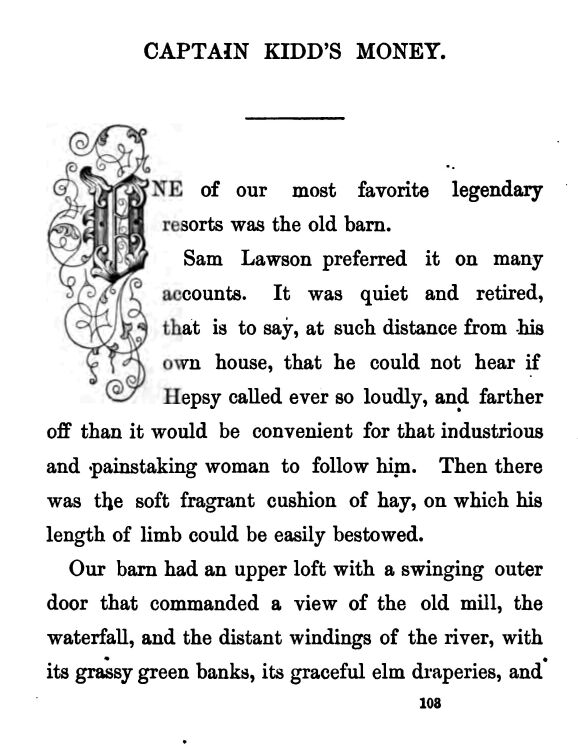 CAPTAIN KIDD'S MONEY.
ONE of our most favorite legendary
resorts was the old barn.
Sam Lawson preferred it on many
accounts. It was quiet and retired,
that is to say, at such distance from his
own house, that he could not hear if
Hepsy called ever so loudly, and farther
off than it would be convenient for that industrious
and painstaking woman to follow him. Then there
was the soft fragrant cushion of hay, on which his
length of limb could be easily bestowed.
Our barn had an upper loft with a swinging outer
door that commanded a view of the old mill, the
waterfall, and the distant windings of the river, with
its grassy green banks, its graceful elm draperies, and
103